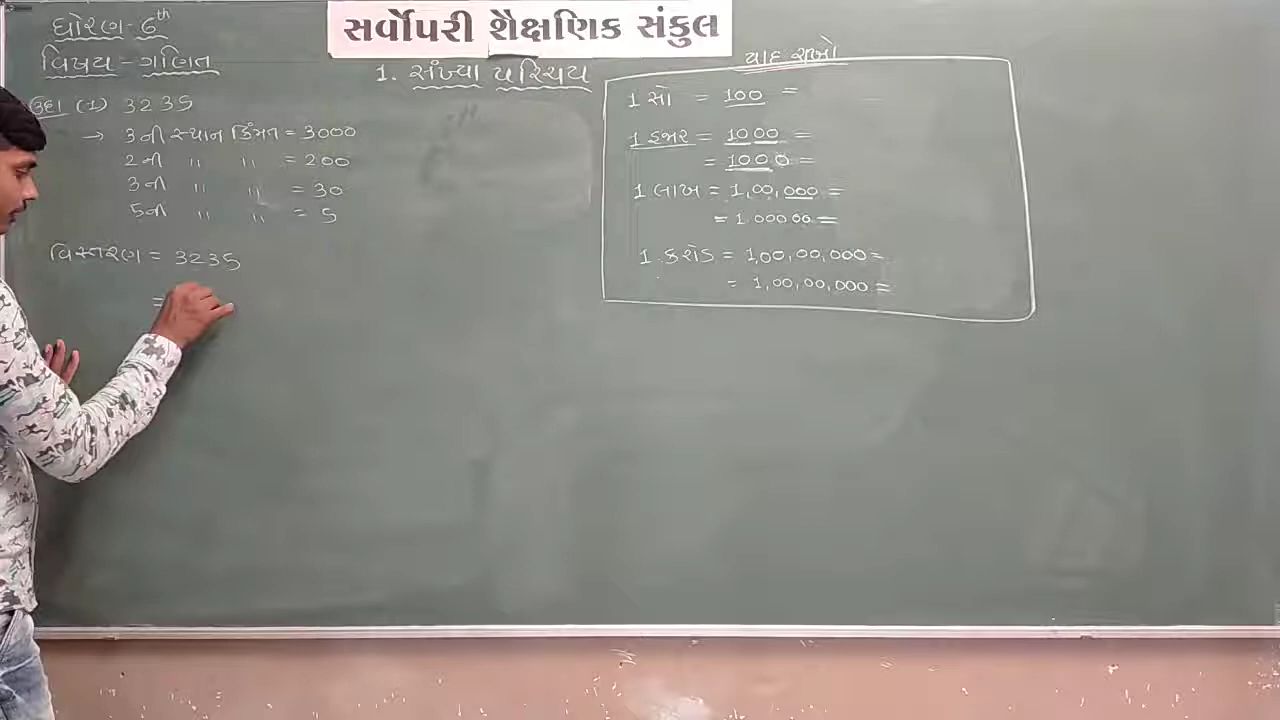 સર્વોપરી શૈક્ષણિક સંકુલ
ધોરણ - 6th
વિષય - ગણિત
1. સંખ્યા પરિચય
ઉદા (1) 3235
→ 3ની સ્થાન કિંમત = 3000
2ની " " = 200
3ની " " = 30
5ની " " = 5
વિસ્તરણ = 3235
=
યાદ રાખો
1 સો = 100 =
1 હજાર = 1000 =
= 1000 =
1 લાખ = 1,00,000 =
= 1.00000 =
1.કરોડ = 1,00,00,000 =
= 1,00,00,000 =